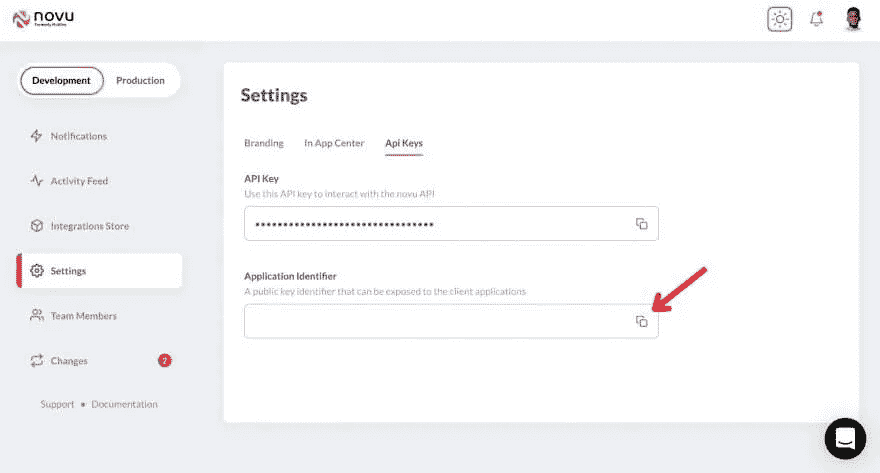 novu
Formerly Notifire
Development
Production
Notifications
Activity Feed
Integrations Store
Settings
Team Members
Changes
7
Support • Documentation
Settings
Branding
In App Center
Api Keys
API Key
Use this API key to interact with the novu API
********************************
Application Identifier
A public key identifier that can be exposed to the client applications